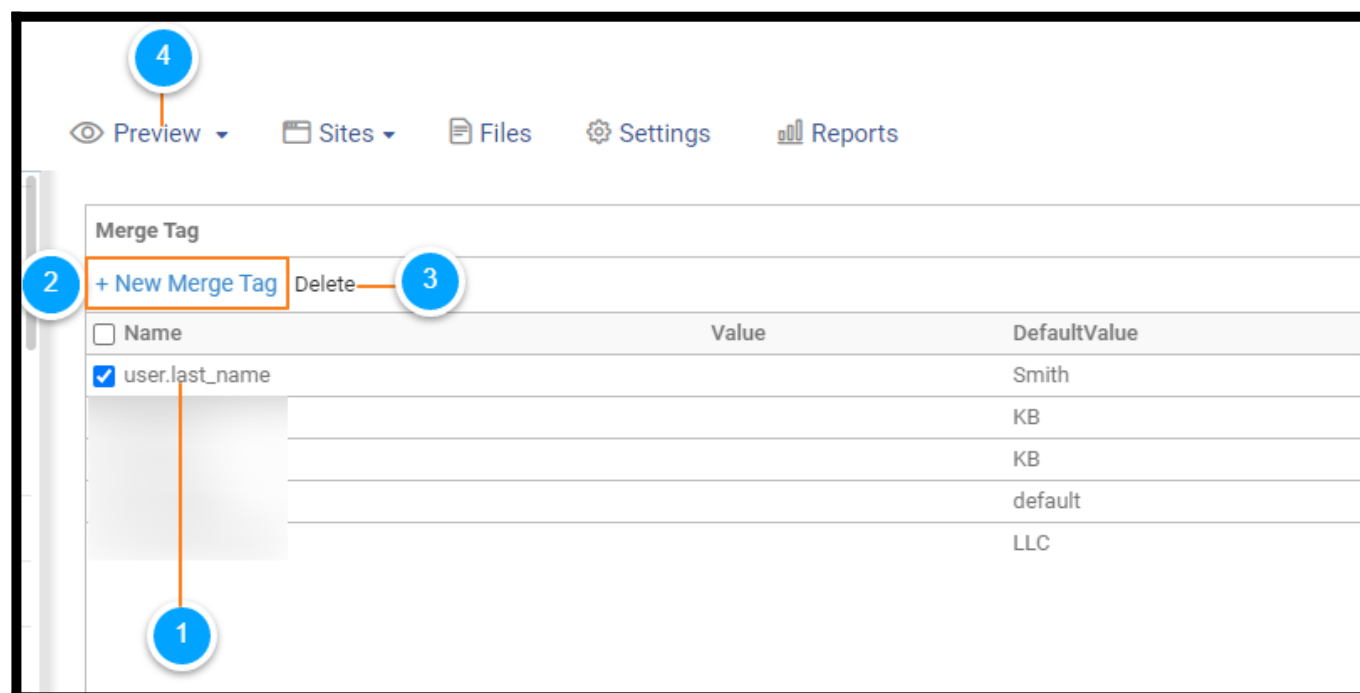 4
Preview Sites Files Settings Reports
Merge Tag
2 + New Merge Tag Delete 3
Name Value DefaultValue
user.last_name Smith
KB
KB
default
LLC
1